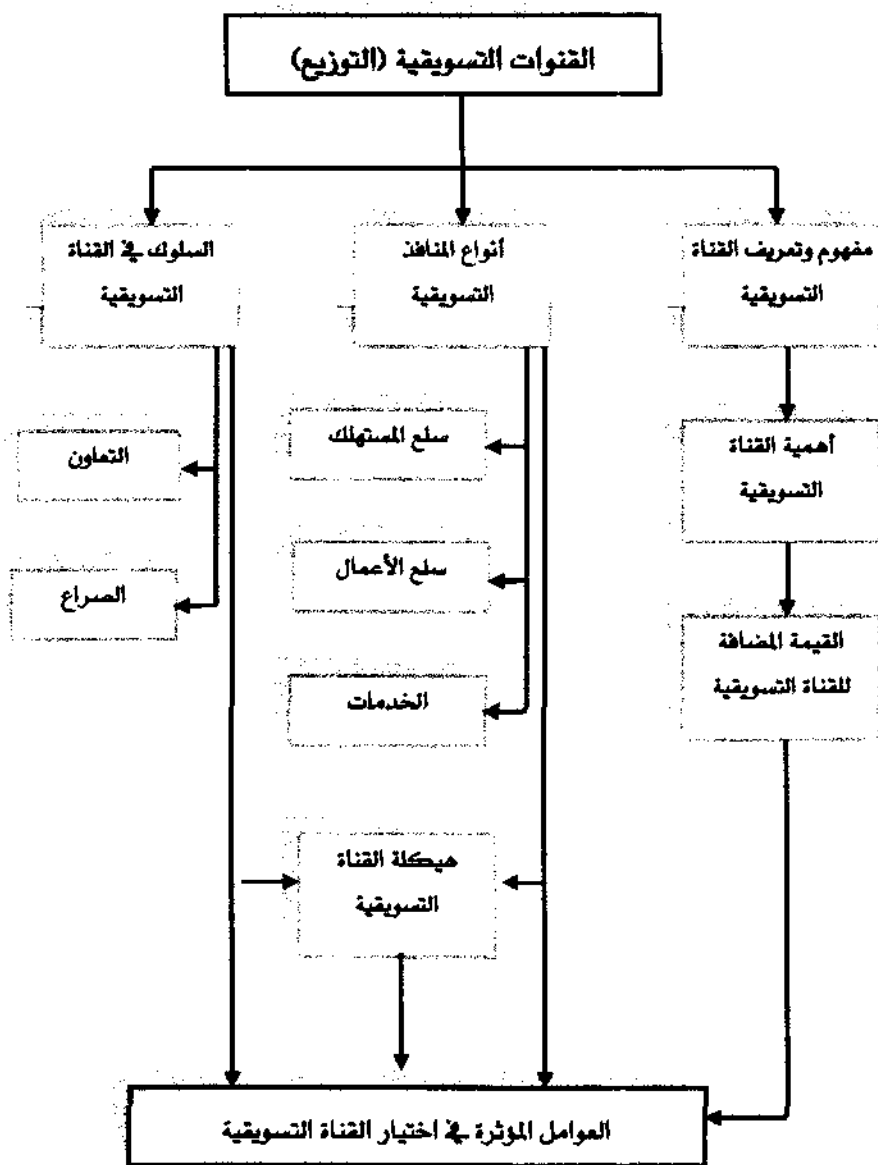 القنوات التسويقية (التوزيع)
مفهوم وتعريف القناة
التسويقية
أنواع المنافذ
التسويقية
السلوك في القناة
التسويقية
أهمية القناة
التسويقية
القيمة المضافة
للقناة التسويقية
سلع المستهلك
سلع الأعمال
الخدمات
التعاون
الصراع
هيكلة القناة
التسويقية
العوامل المؤثرة في اختيار القناة التسويقية